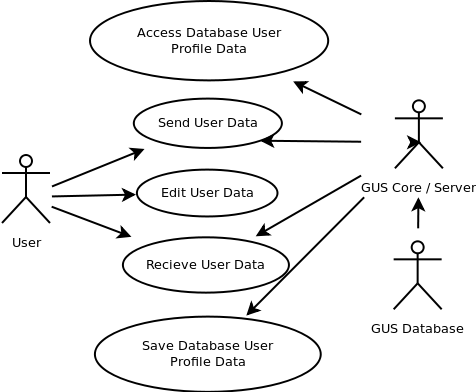 Access Database User
Profile Data
Send User Data
GUS Core / Server
Edit User Data
User
Recieve User Data
GUS Database
Save Database User
Profile Data